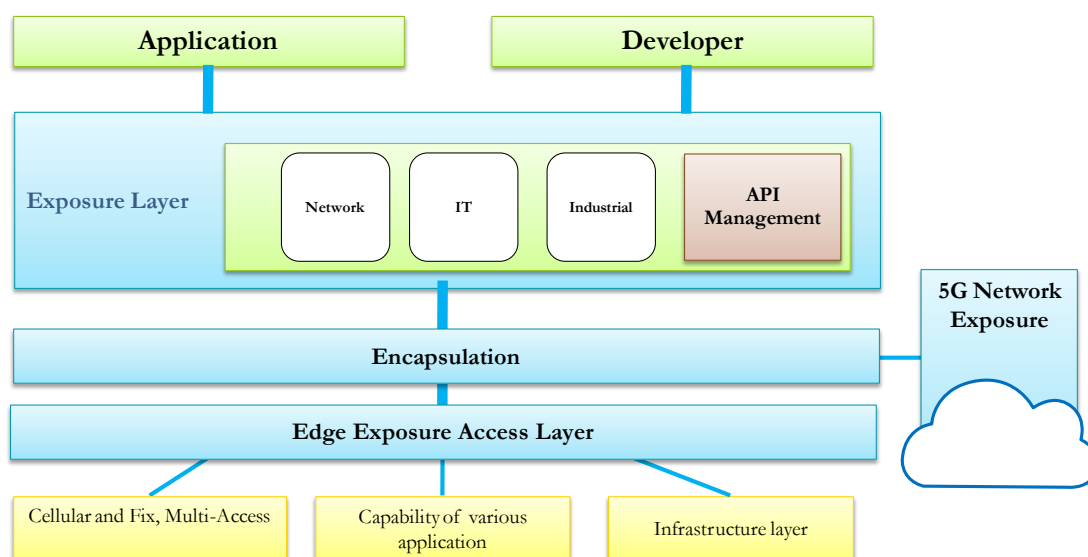 Application
Developer
Exposure Layer
Network
IT
Industrial
API
Management
5G Network
Exposure
Encapsulation
Edge Exposure Access Layer
Cellular and Fix, Multi-Access
Capability of various
application
Infrastructure layer